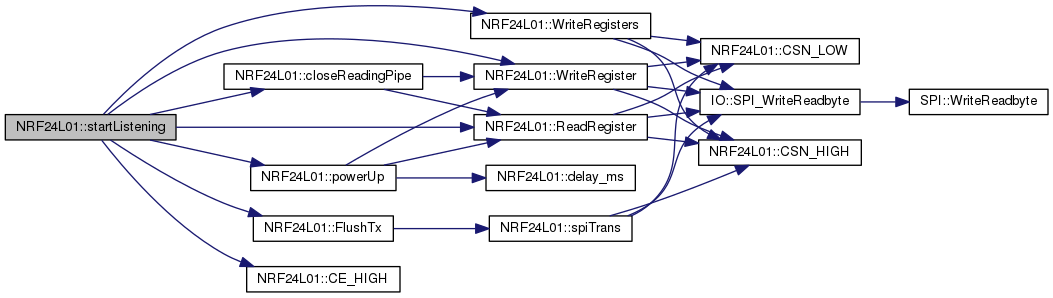 NRF24L01::startListening
NRF24L01::WriteRegisters
NRF24L01::closeReadingPipe
NRF24L01::WriteRegister
NRF24L01::ReadRegister
NRF24L01::powerUp
NRF24L01::delay_ms
NRF24L01::FlushTx
NRF24L01::spiTrans
NRF24L01::CE_HIGH
NRF24L01::CSN_LOW
IO::SPI_WriteReadbyte
SPI::WriteReadbyte
NRF24L01::CSN_HIGH